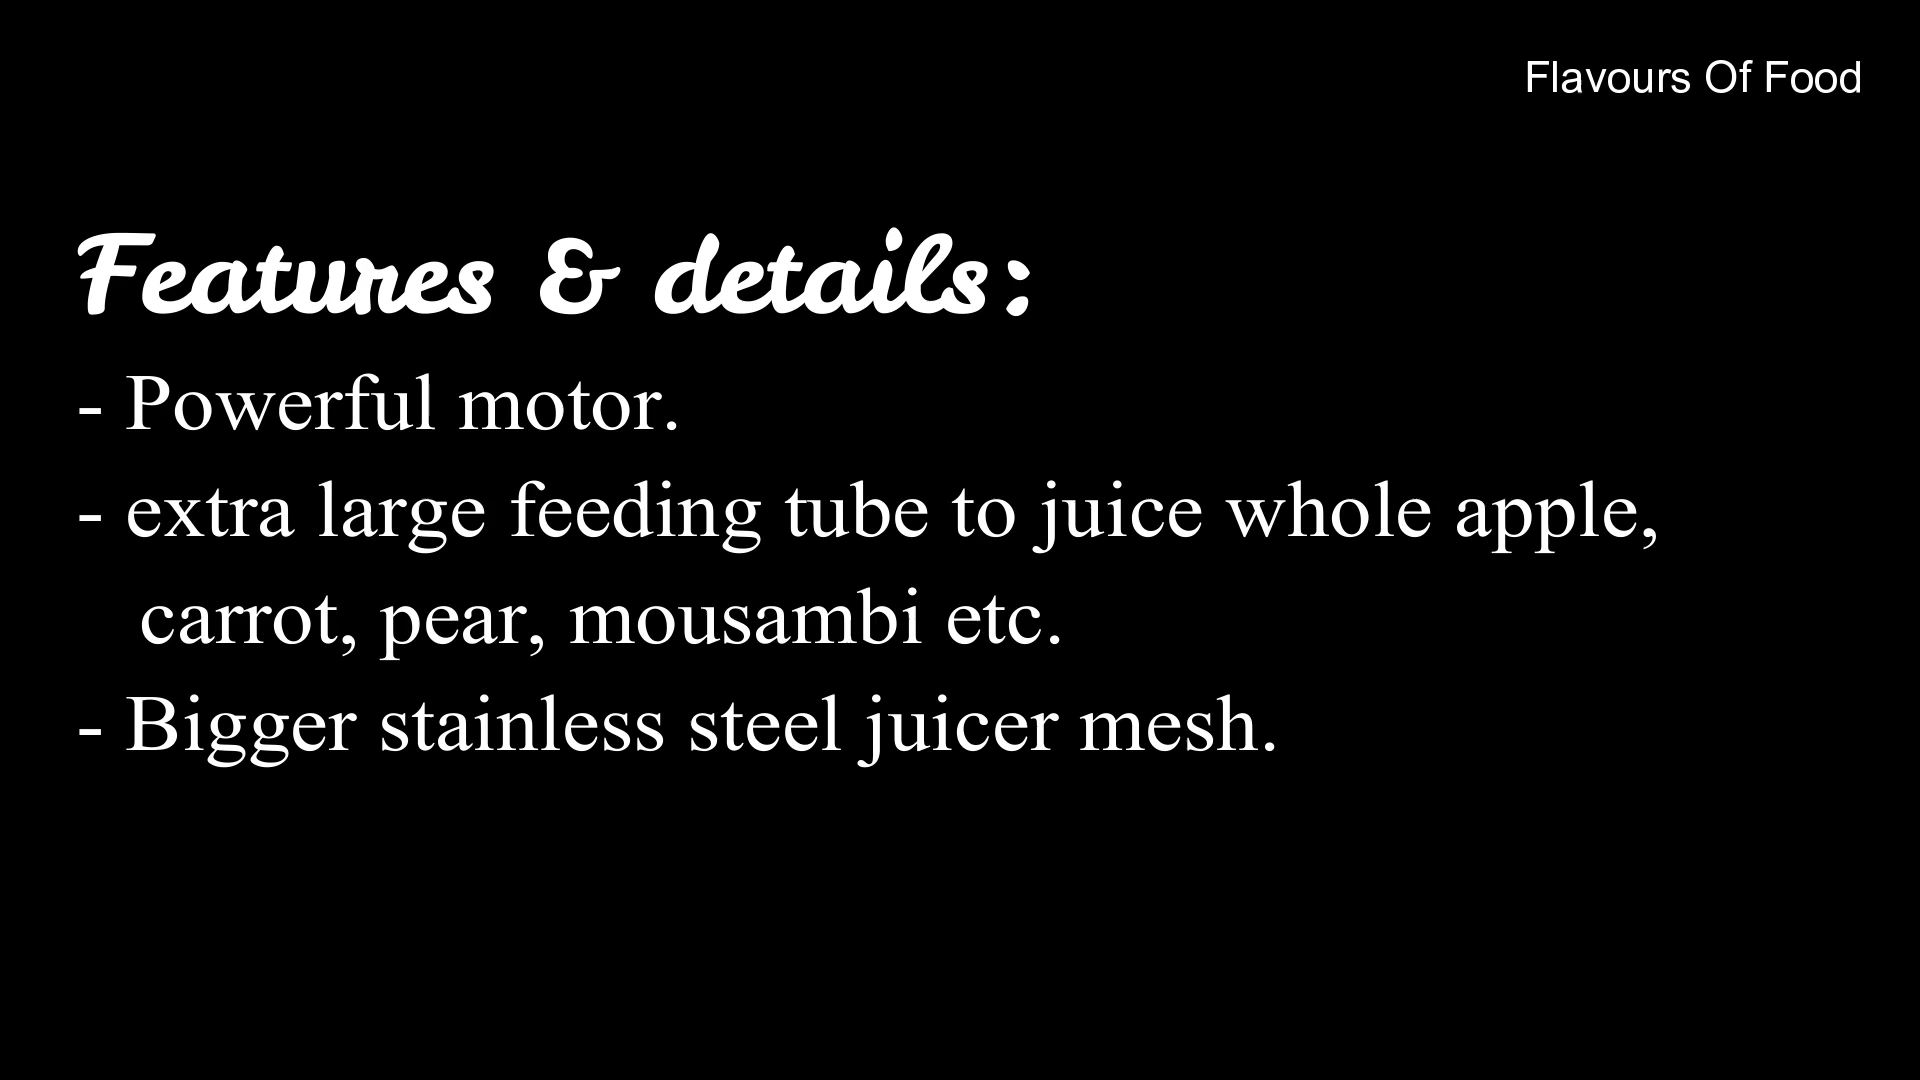 Flavours Of Food
Features & details:
- Powerful motor.
- extra large feeding tube to juice whole apple,
carrot, pear, mousambi etc.
- Bigger stainless steel juicer mesh.